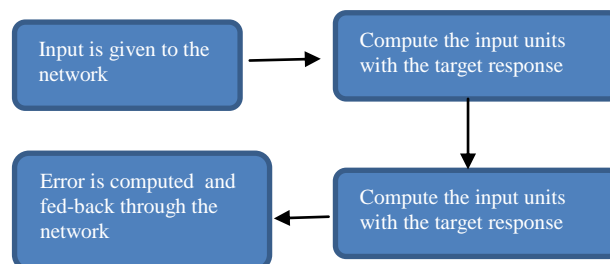 Input is given to the
network
Compute the input units
with the target response
Compute the input units
with the target response
Error is computed and
fed-back through the
network